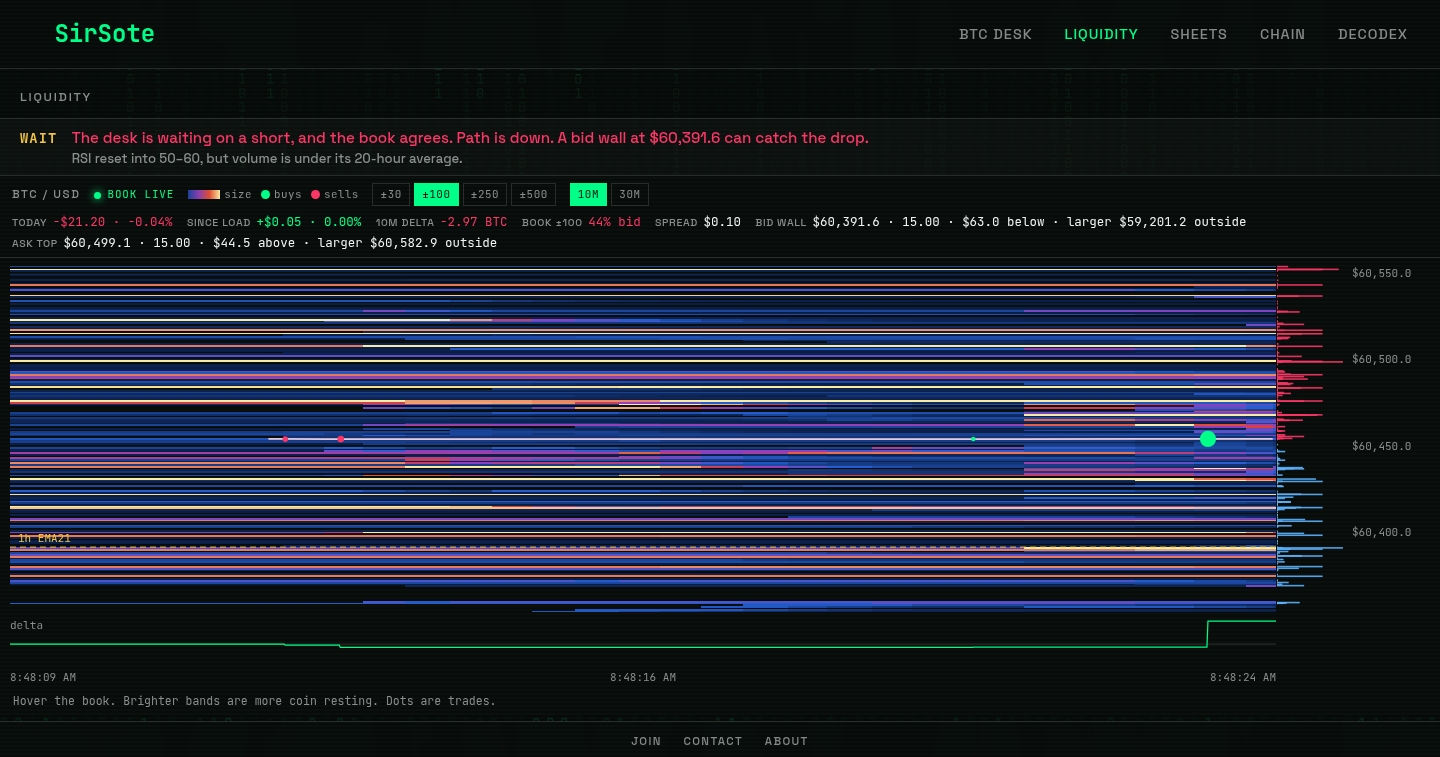 SirSote
BTC DESK LIQUIDITY SHEETS CHAIN DECODEX
LIQUIDITY
WAIT The desk is waiting on a short, and the book agrees. Path is down. A bid wall at $60,391.6 can catch the drop.
RSI reset into 50–60, but volume is under its 20-hour average.
BTC / USD BOOK LIVE size buys sells ±30 ±100 ±250 ±500 10M 30M
TODAY -$21.20 · -0.04% SINCE LOAD +$0.05 · 0.00% 10M DELTA -2.97 BTC BOOK ±100 44% bid SPREAD $0.10 BID WALL $60,391.6 · 15.00 · $63.0 below · larger $59,201.2 outside
ASK TOP $60,499.1 · 15.00 · $44.5 above · larger $60,582.9 outside
$60,550.0
$60,500.0
$60,450.0
$60,400.0
1h EMA21
delta
8:48:09 AM 8:48:16 AM 8:48:24 AM
Hover the book. Brighter bands are more coin resting. Dots are trades.
JOIN CONTACT ABOUT